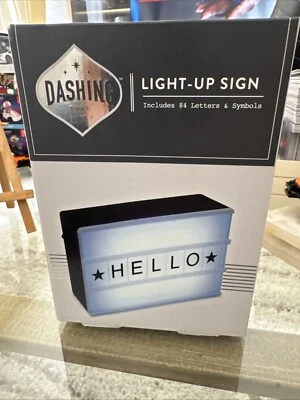 DASHING
LIGHT-UP SIGN
Includes 84 Letters & Symbols
★HELLO★